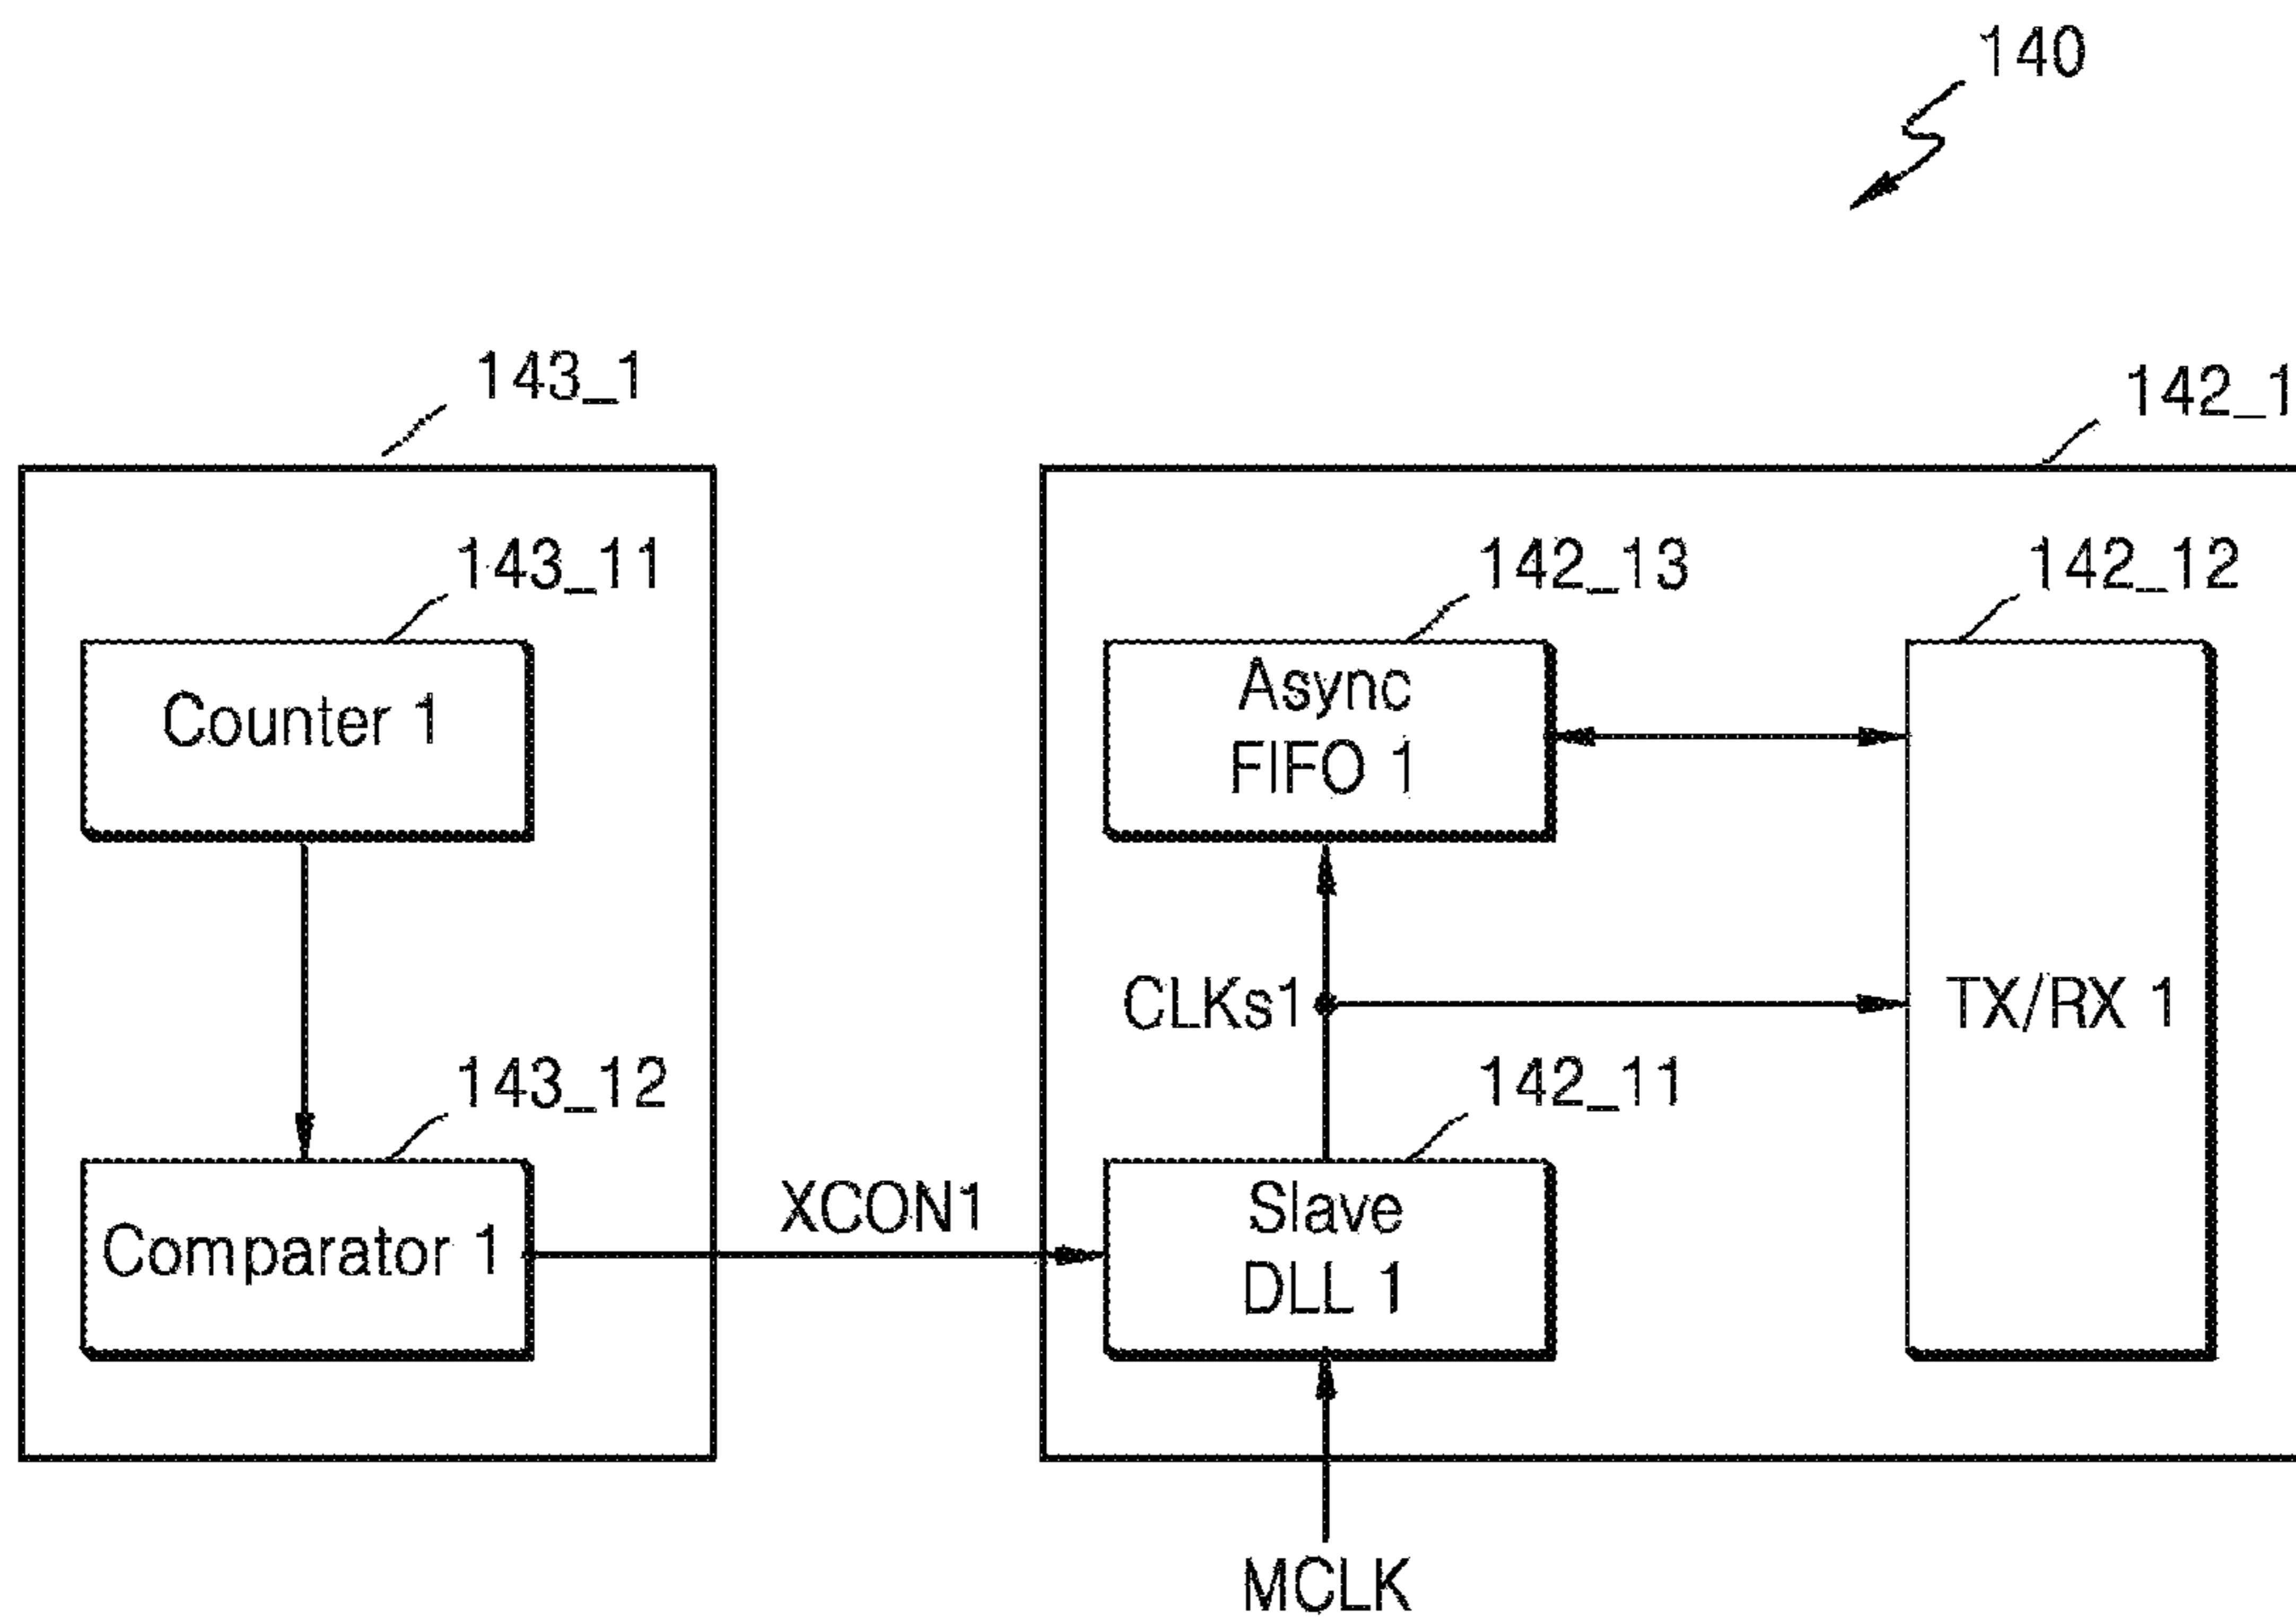 140
143_1
142_1
143_11
142_13
142_12
Counter 1
Async
FIFO 1
CLKs1
TX/RX 1
143_12
142_11
Comparator 1
XCON1
Slave
DLL 1
MCLK